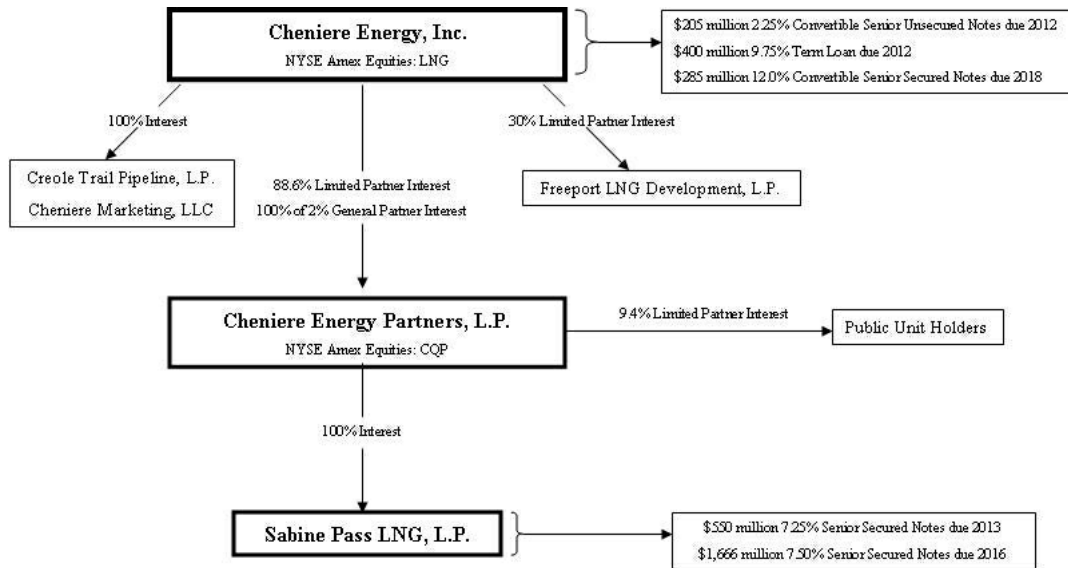 Cheniere Energy, Inc.
NYSE Amex Equities: LNG
$205 million 2.25% Convertible Senior Unsecured Notes due 2012
$400 million 9.75% Term Loan due 2012
$285 million 12.0% Convertible Senior Secured Notes due 2018
100% Interest
30% Limited Partner Interest
Creole Trail Pipeline, L.P.
Cheniere Marketing, LLC
88.6% Limited Partner Interest
100% of 2% General Partner Interest
Freeport LNG Development, L.P.
Cheniere Energy Partners, L.P.
NYSE Amex Equities: CQP
9.4% Limited Partner Interest
Public Unit Holders
100% Interest
Sabine Pass LNG, L.P.
$550 million 7.25% Senior Secured Notes due 2013
$1,666 million 7.50% Senior Secured Notes due 2016